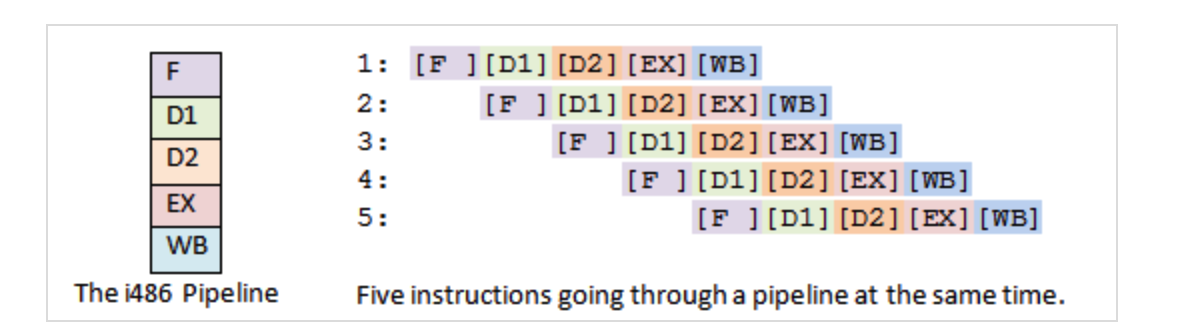 F
D1
D2
EX
WB
The i486 Pipeline
1: [F ][D1][D2][EX][WB]
2: [F ][D1][D2][EX][WB]
3: [F ][D1][D2][EX][WB]
4: [F ][D1][D2][EX][WB]
5: [F ][D1][D2][EX][WB]
Five instructions going through a pipeline at the same time.